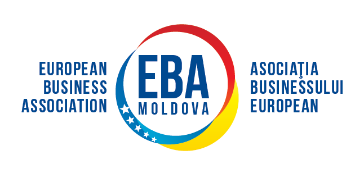 EUROPEAN
BUSINESS
ASSOCIATION
EBA
MOLDOVA
ASOCIAȚIA
BUSINESSULUI
EUROPEAN